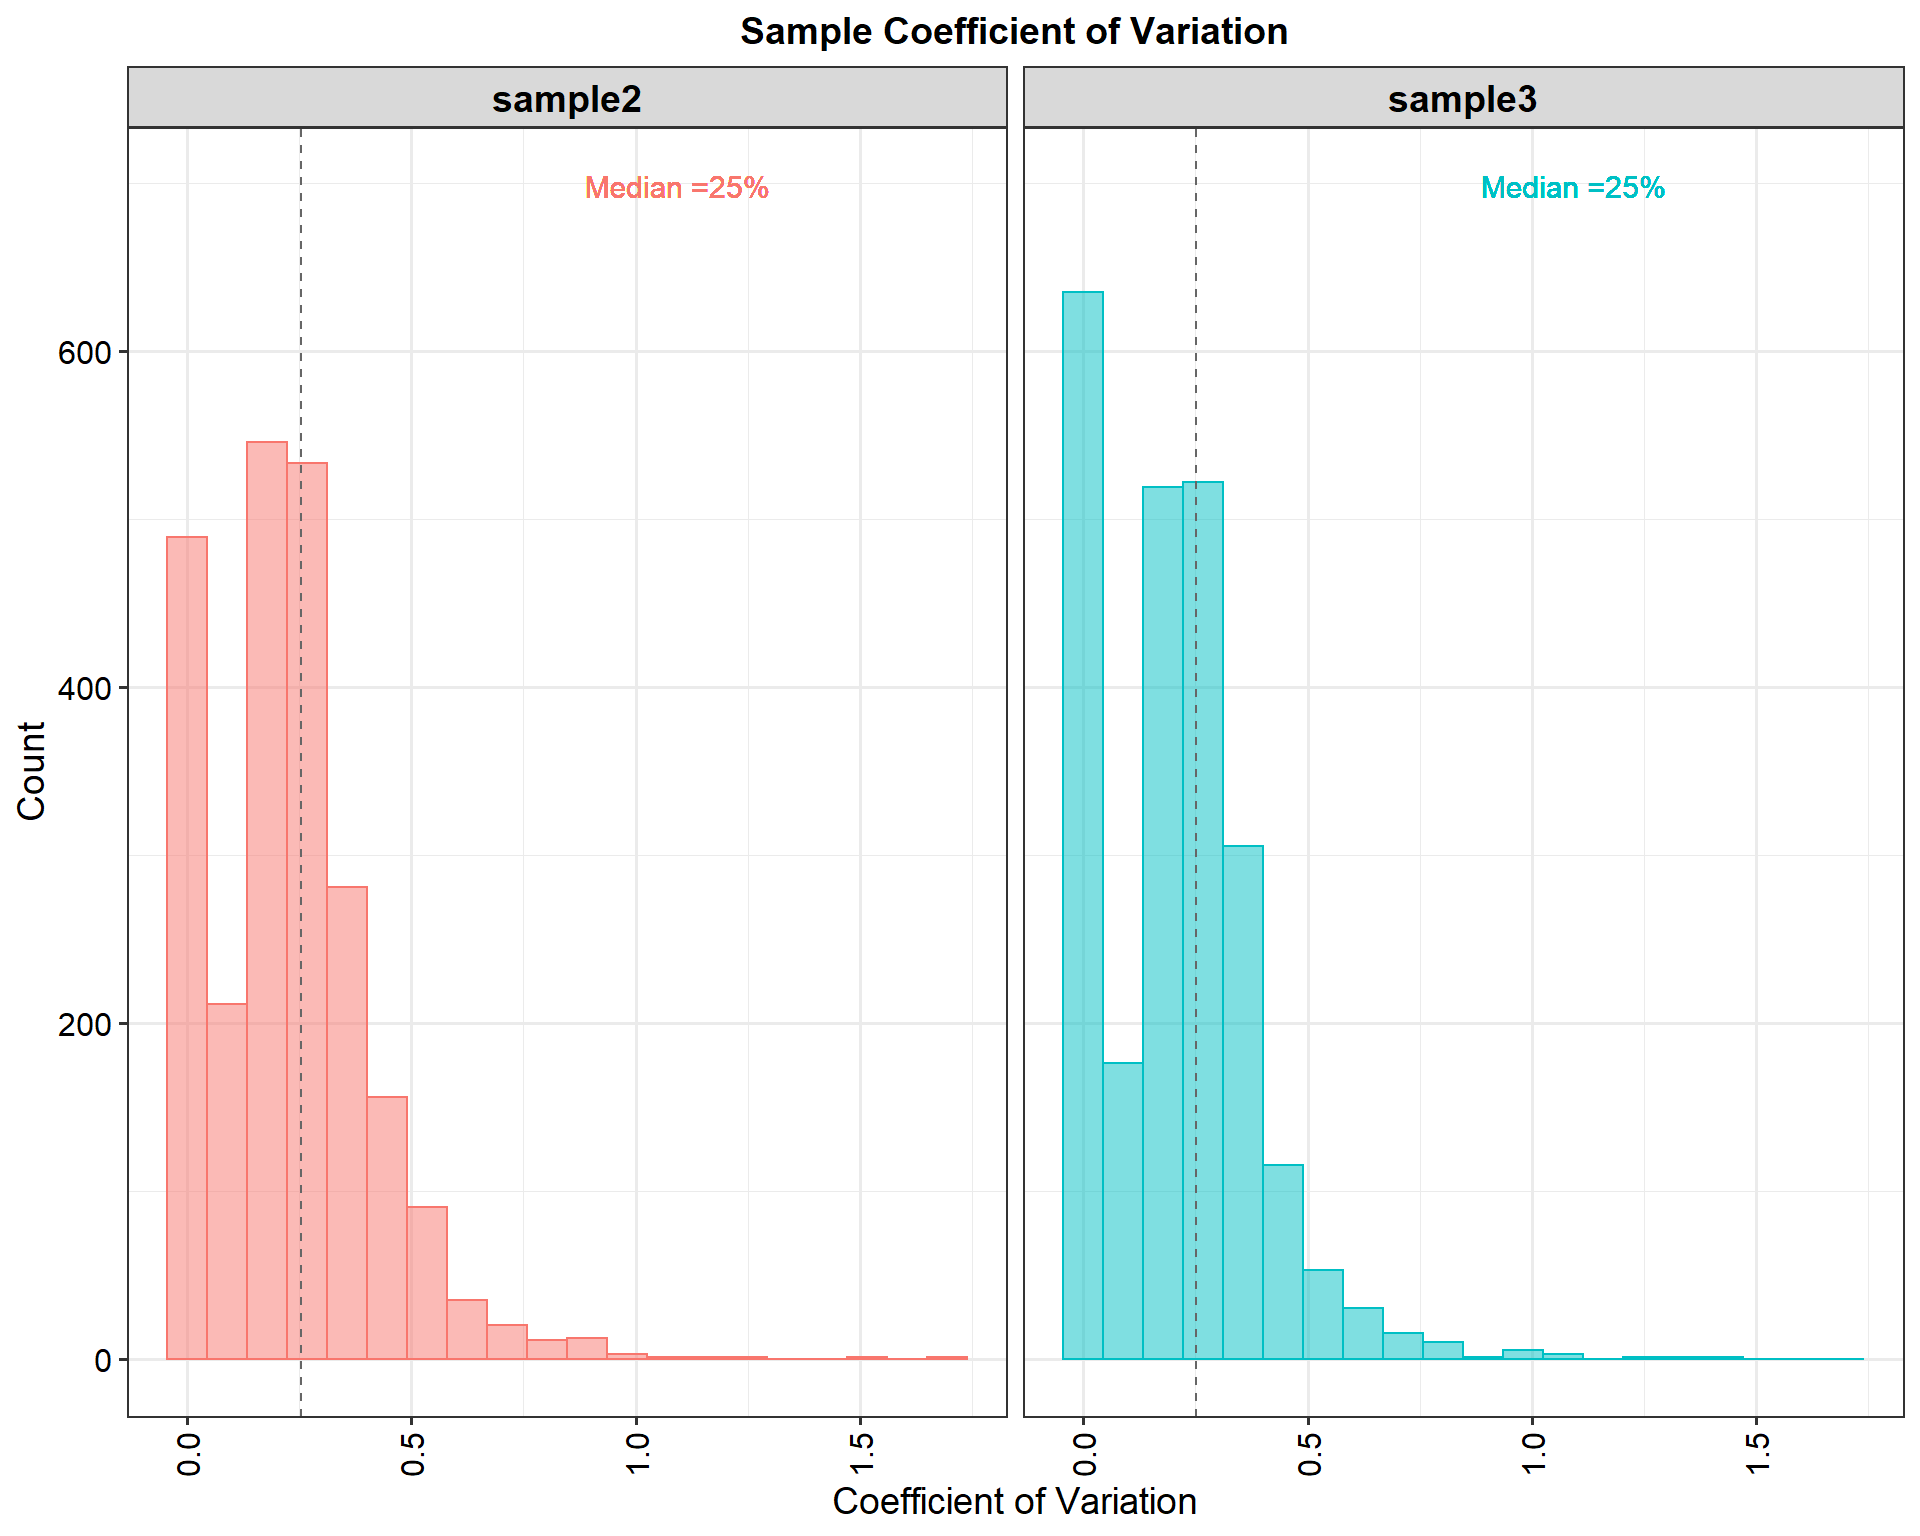 Sample Coefficient of Variation
sample2
sample3
Median =25%
Median =25%
Count
600
400
200
0
0.0
0.5
1.0
1.5
0.0
0.5
1.0
1.5
Coefficient of Variation